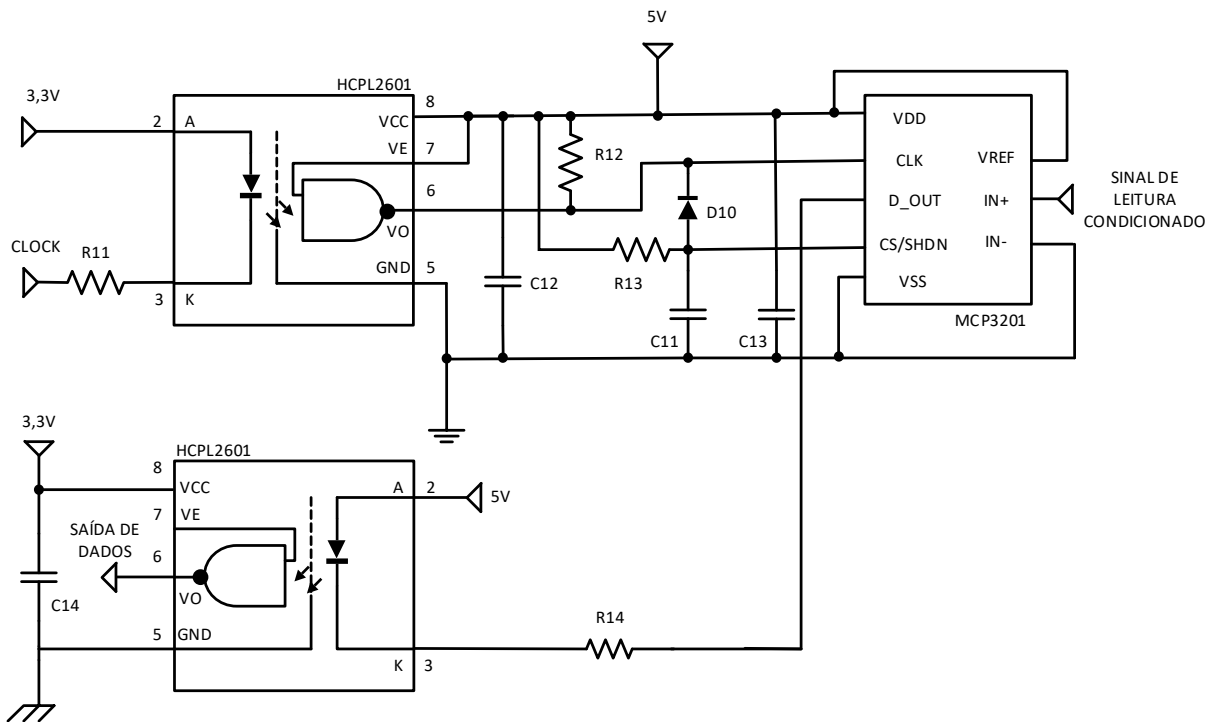 5V
HCPL2601
3,3V
2
A
8
VCC
VE
7
R12
6
VO
CLOCK
R11
3
K
GND
5
C12
R13
D10
C11
C13
VDD
CLK
VREF
D_OUT
IN+
CS/SHDN
IN-
VSS
MCP3201
SINAL DE
LEITURA
CONDICIONADO
3,3V
HCPL2601
8
VCC
A
2
5V
7
VE
SAÍDA DE
DADOS
6
VO
C14
5
GND
K
3
R14